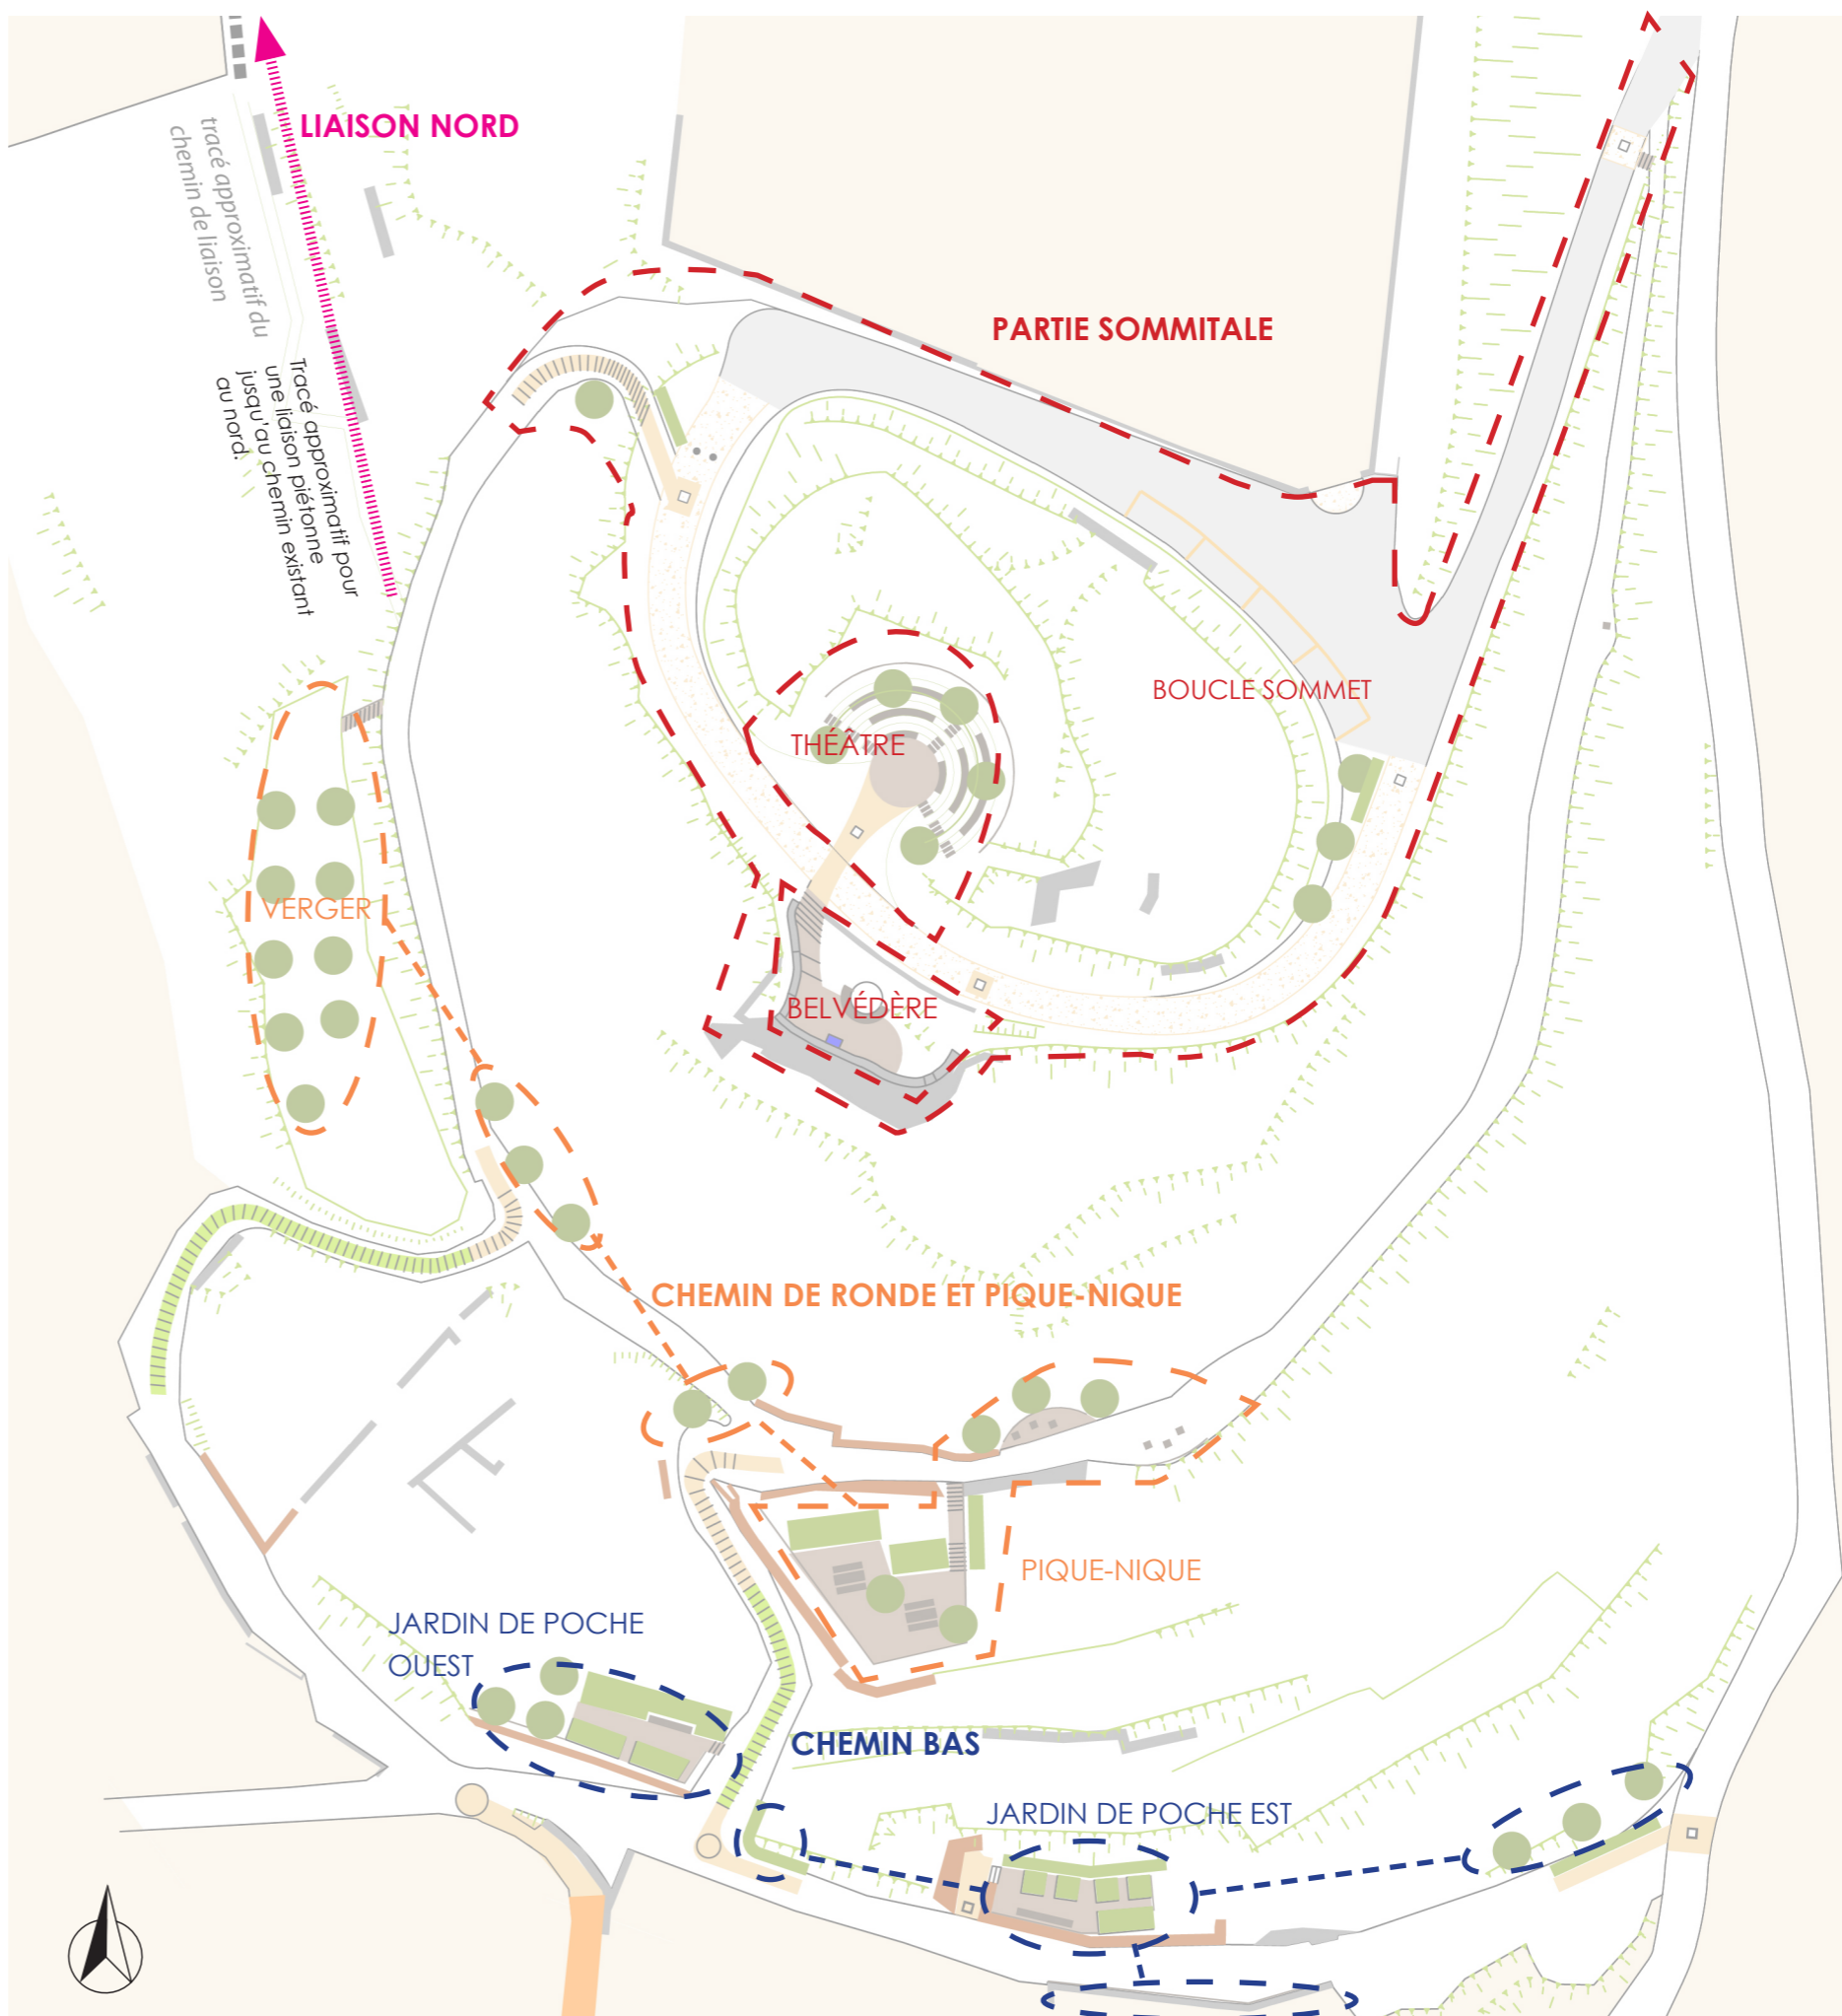 LIAISON NORD
tracé approximatif du
chemin de liaison
Tracé approximatif pour
une liaison piétonne
jusqu'au chemin existant
au nord.
PARTIE SOMMITALE
BOUCLE SOMMET
THÉÂTRE
VERGER
BELVÉDÈRE
CHEMIN DE RONDE ET PIQUE-NIQUE
PIQUE-NIQUE
JARDIN DE POCHE
OUEST
CHEMIN BAS
JARDIN DE POCHE EST